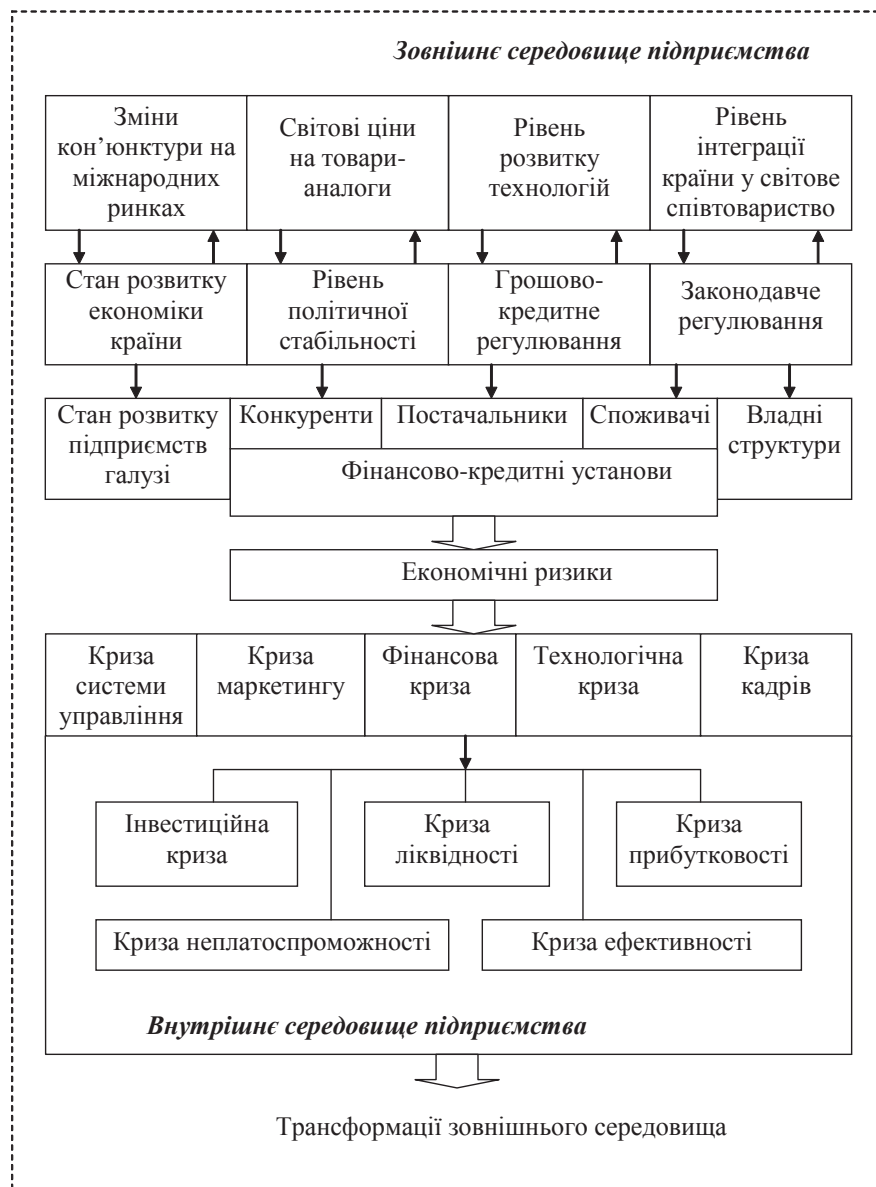 Зовнішнє середовище підприємства
Зміни
кон’юнктури на
міжнародних
ринках
Світові ціни
на товари-
аналоги
Рівень
розвитку
технологій
Рівень
інтеграції
країни у світове
співтовариство
Стан розвитку
економіки
країни
Рівень
політичної
стабільності
Грошово-
кредитне
регулювання
Законодавче
регулювання
Стан розвитку
підприємств
галузі
Конкуренти
Постачальники
Споживачі
Владні
структури
Фінансово-кредитні установи
Економічні ризики
Криза
системи
управління
Криза
маркетингу
Фінансова
криза
Технологічна
криза
Криза
кадрів
Інвестиційна
криза
Криза
ліквідності
Криза
прибутковості
Криза неплатоспроможності
Криза ефективності
Внутрішнє середовище підприємства
Трансформації зовнішнього середовища